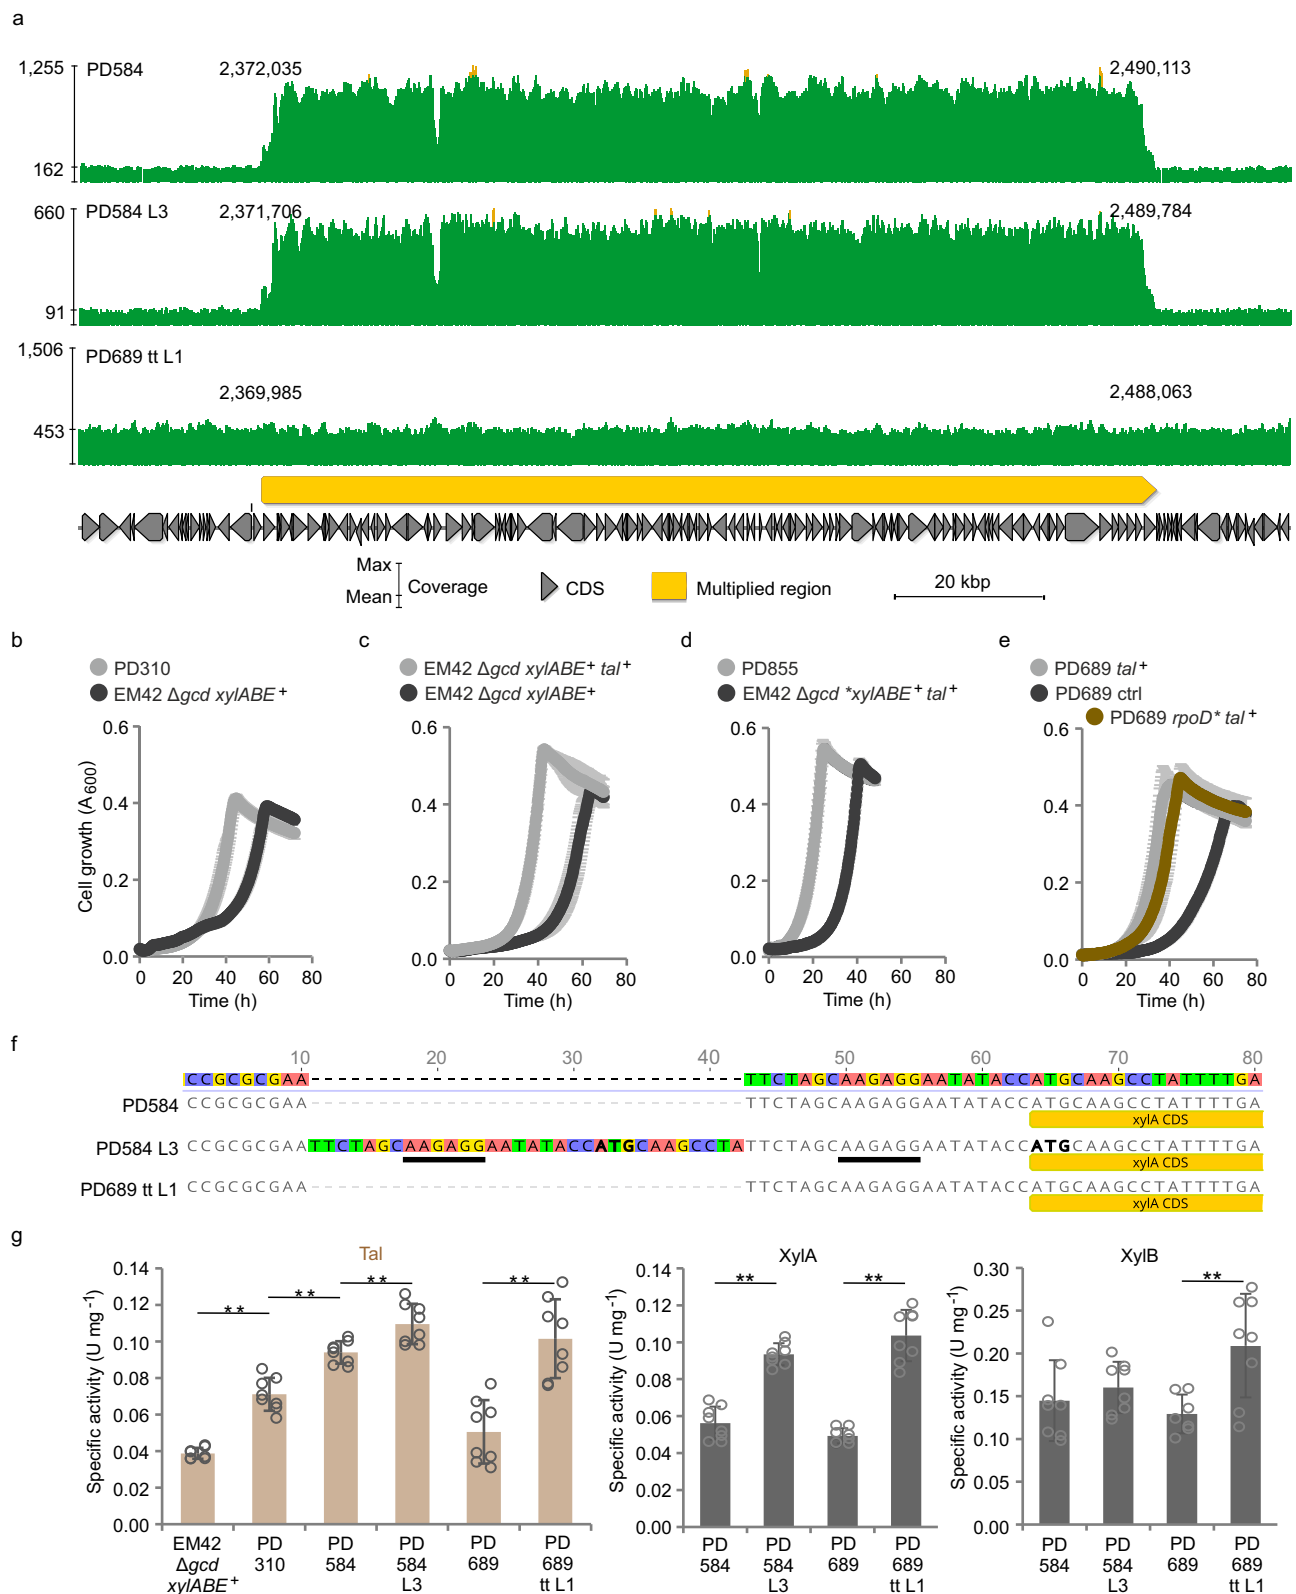 a
1,255
PD584
2,372,035
2,490,113
162
660
PD584 L3
2,371,706
2,489,784
91
1,506
PD689 tt L1
2,369,985
2,488,063
453
Max
Mean
Coverage
CDS
Multiplied region
20 kbp
b
PD310
EM42 Δgcd xylABE+
Cell growth (A600)
0.6
0.4
0.2
0.0
0 20 40 60 80
Time (h)
c
EM42 Δgcd xylABE+ tal+
EM42 Δgcd xylABE+
0.6
0.4
0.2
0.0
0 20 40 60 80
Time (h)
d
PD855
EM42 Δgcd *xylABE+ tal+
0.6
0.4
0.2
0.0
0 20 40 60 80
Time (h)
e
PD689 tal+
PD689 ctrl
PD689 rpoD* tal+
0.6
0.4
0.2
0.0
0 20 40 60 80
Time (h)
f
10 20 30 40 50 60 70 80
CCGCGCGAA TTCTAGCAAGAGGAATATACCATGCAAGCCTATTTTGA
PD584 CCGCGCGAA TTCTAGCAAGAGGAATATACCATGCAAGCCTATTTTGA
xylA CDS
PD584 L3 CCGCGCGAATTCTAGCAAGAGGAATATACCATGCAAGCCTATTCTAGCAAGAGGAATATACCATGCAAGCCTATTTTGA
xylA CDS
PD689 tt L1 CCGCGCGAA TTCTAGCAAGAGGAATATACCATGCAAGCCTATTTTGA
xylA CDS
g
Tal
Specific activity (U mg-1)
0.14
0.12
0.10
0.08
0.06
0.04
0.02
0.00
** ** ** **
EM42 Δgcd xylABE+
PD 310
PD 584
PD 584 L3
PD 689
PD 689 tt L1
XylA
Specific activity (U mg-1)
0.14
0.12
0.10
0.08
0.06
0.04
0.02
0.00
** **
PD 584
PD 584 L3
PD 689
PD 689 tt L1
XylB
Specific activity (U mg-1)
0.30
0.25
0.20
0.15
0.10
0.05
0.00
**
PD 584
PD 584 L3
PD 689
PD 689 tt L1